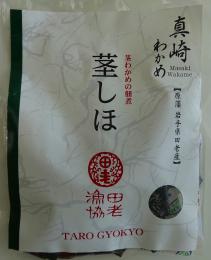 真崎
わかめ
Masaki
Wakame
【原藻 岩手県田老産】
茎わかめの佃煮
茎しほ
田老
漁協
TARO GYOKYO